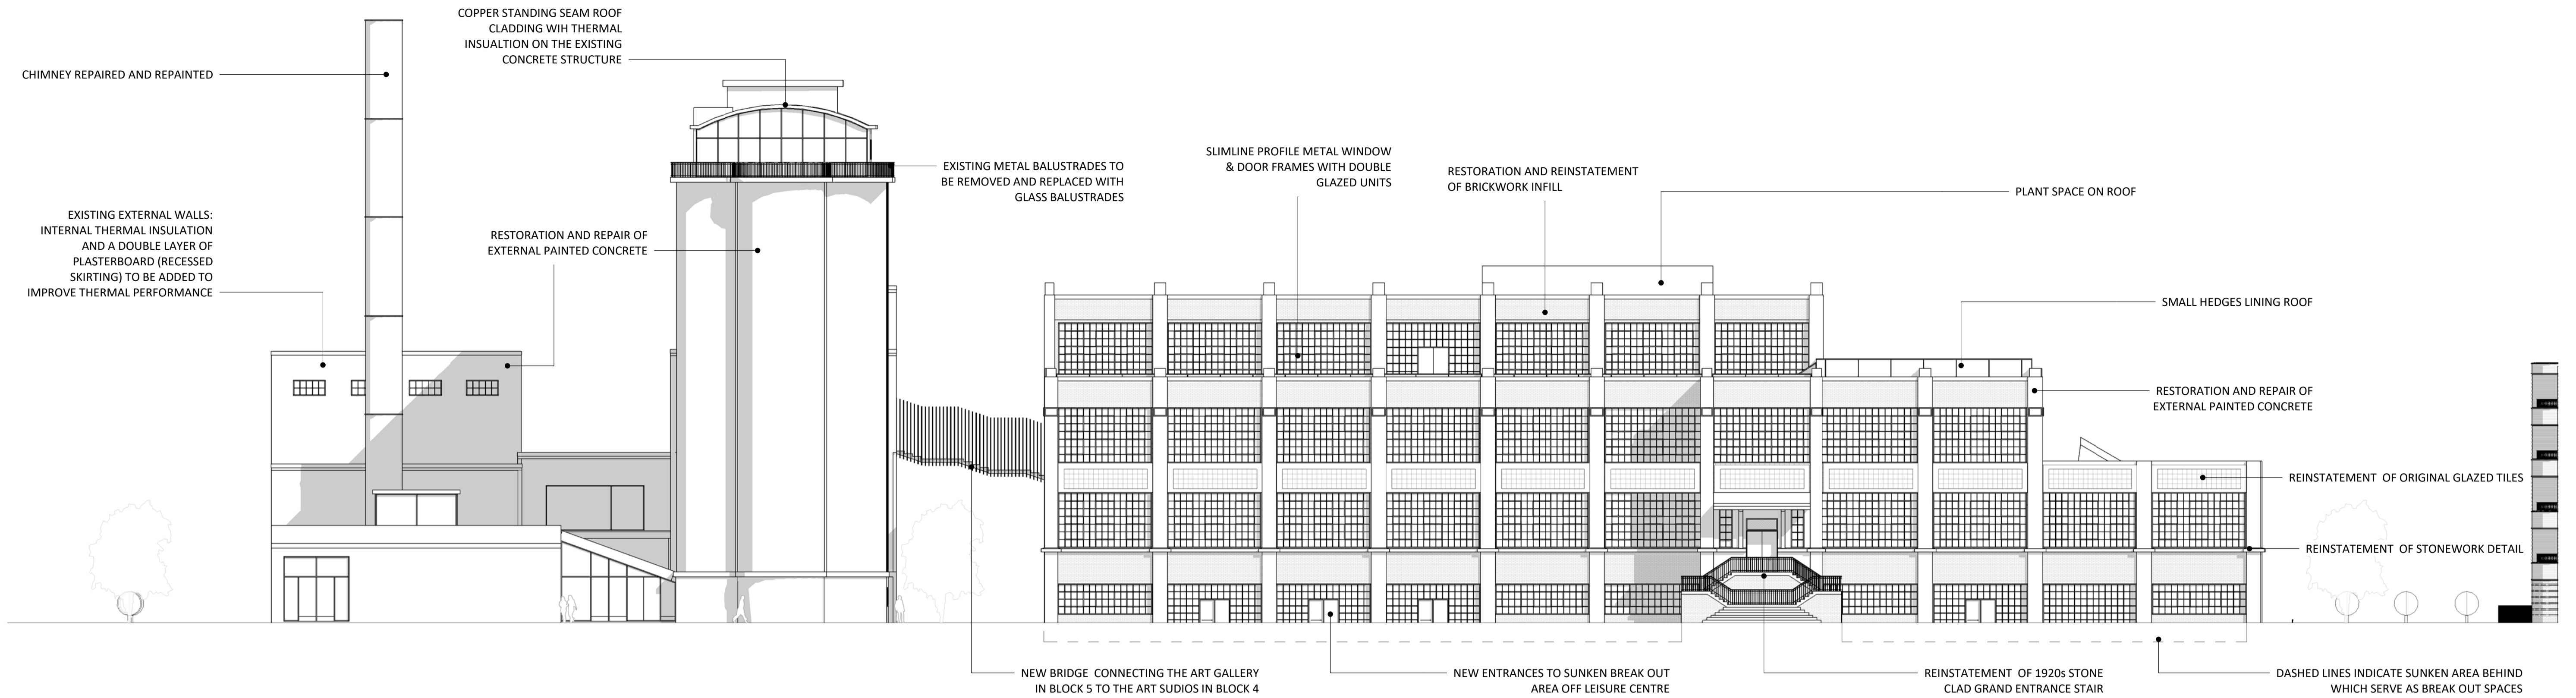 COPPER STANDING SEAM ROOF
CLADDING WIH THERMAL
INSUALTION ON THE EXISTING
CONCRETE STRUCTURE
CHIMNEY REPAIRED AND REPAINTED
EXISTING METAL BALUSTRADES TO
BE REMOVED AND REPLACED WITH
GLASS BALUSTRADES
SLIMLINE PROFILE METAL WINDOW
& DOOR FRAMES WITH DOUBLE
GLAZED UNITS
RESTORATION AND REINSTATEMENT
OF BRICKWORK INFILL
PLANT SPACE ON ROOF
EXISTING EXTERNAL WALLS:
INTERNAL THERMAL INSULATION
AND A DOUBLE LAYER OF
PLASTERBOARD (RECESSED
SKIRTING) TO BE ADDED TO
IMPROVE THERMAL PERFORMANCE
RESTORATION AND REPAIR OF
EXTERNAL PAINTED CONCRETE
SMALL HEDGES LINING ROOF
RESTORATION AND REPAIR OF
EXTERNAL PAINTED CONCRETE
REINSTATEMENT OF ORIGINAL GLAZED TILES
REINSTATEMENT OF STONEWORK DETAIL
NEW BRIDGE CONNECTING THE ART GALLERY
IN BLOCK 5 TO THE ART SUDIOS IN BLOCK 4
NEW ENTRANCES TO SUNKEN BREAK OUT
AREA OFF LEISURE CENTRE
REINSTATEMENT OF 1920s STONE
CLAD GRAND ENTRANCE STAIR
DASHED LINES INDICATE SUNKEN AREA BEHIND
WHICH SERVE AS BREAK OUT SPACES